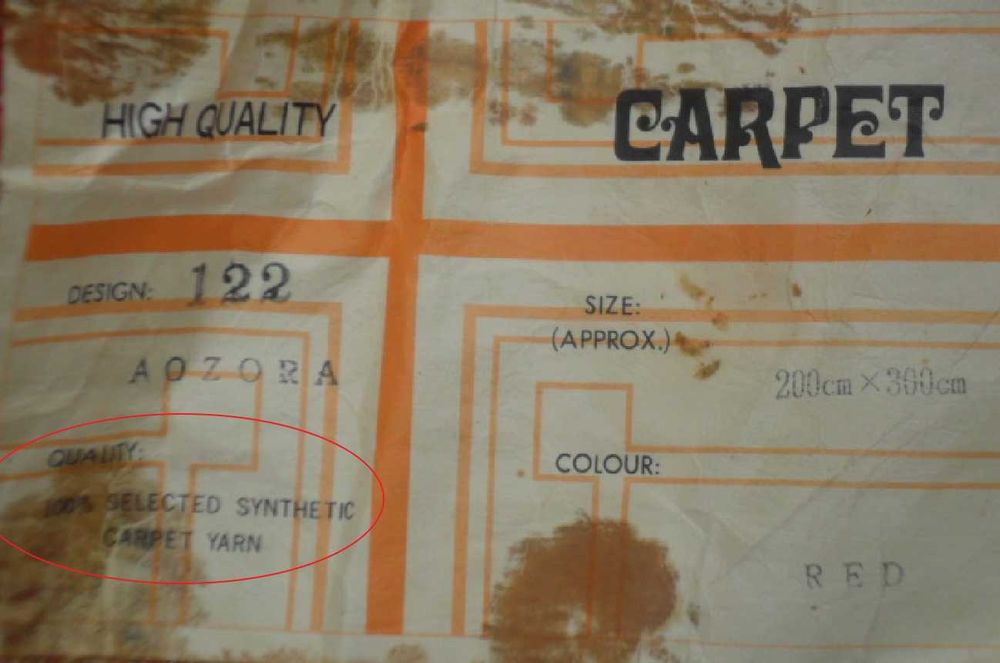 HIGH QUALITY
CARPET
DESIGN: 122
AOZORA
SIZE:
(APPROX.)
200cm×300cm
QUALITY:
100% SELECTED SYNTHETIC
CARPET YARN
COLOUR:
RED